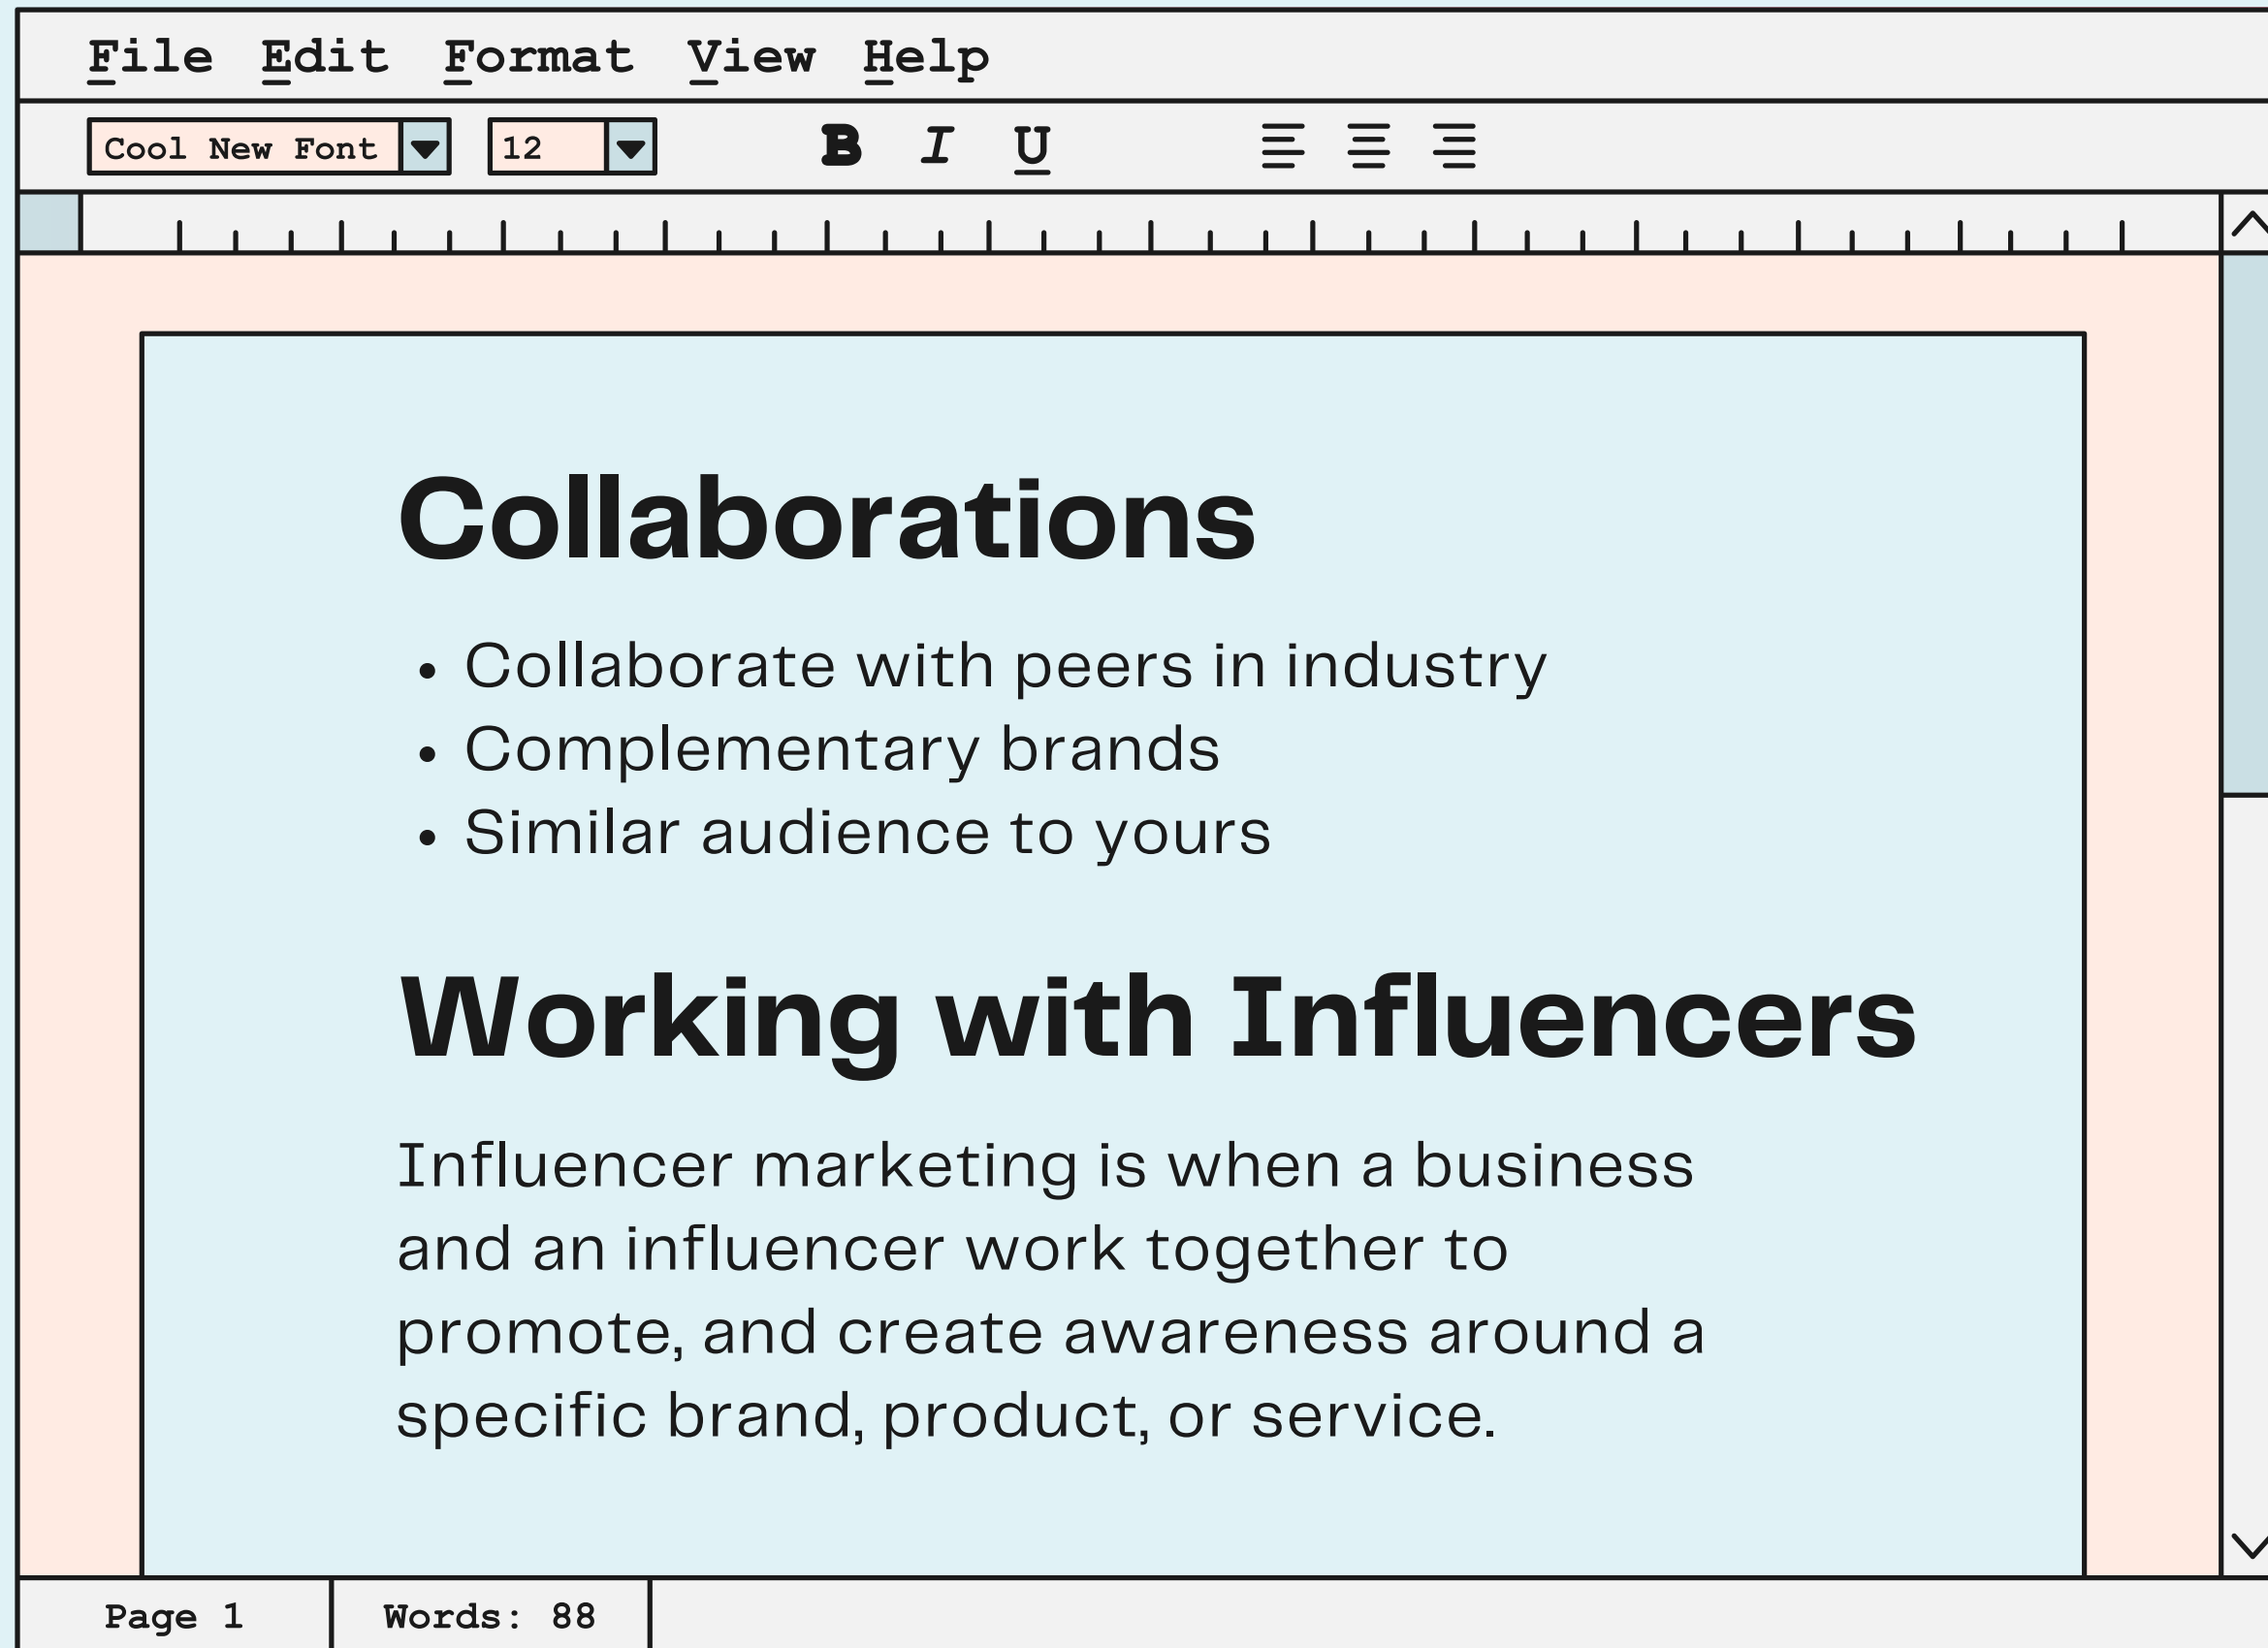 File Edit Format View Help
Cool New Font 12 B I U
Collaborations
• Collaborate with peers in industry
• Complementary brands
• Similar audience to yours
Working with Influencers
Influencer marketing is when a business
and an influencer work together to
promote, and create awareness around a
specific brand, product, or service.
Page 1 Words: 88